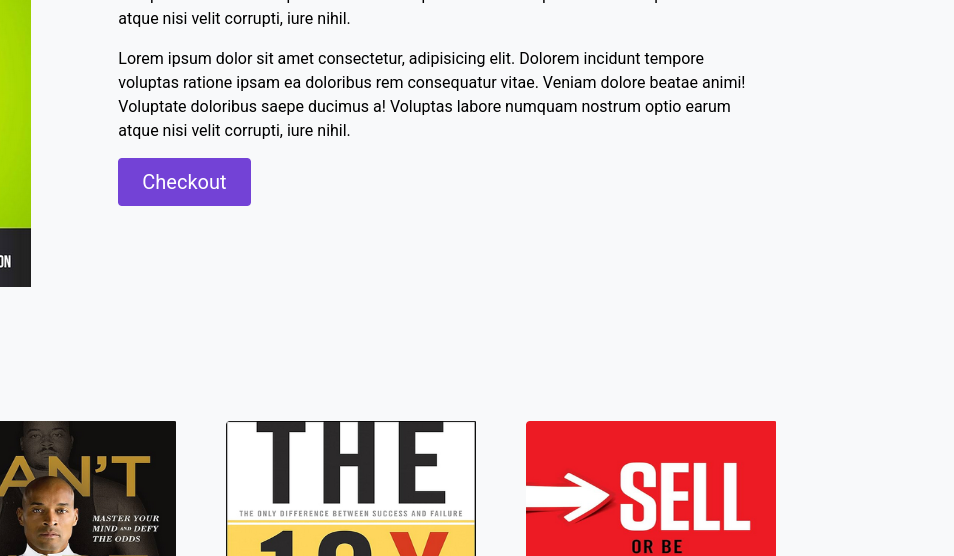 atque nisi velit corrupti, iure nihil.
Lorem ipsum dolor sit amet consectetur, adipisicing elit. Dolorem incidunt tempore
voluptas ratione ipsam ea doloribus rem consequatur vitae. Veniam dolore beatae animi!
Voluptate doloribus saepe ducimus a! Voluptas labore numquam nostrum optio earum
atque nisi velit corrupti, iure nihil.
Checkout
ON
AN'T
MASTER YOUR
MIND AND DEFY
THE ODDS
THE
THE ONLY DIFFERENCE BETWEEN SUCCESS AND FAILURE
10X
SELL
OR BE